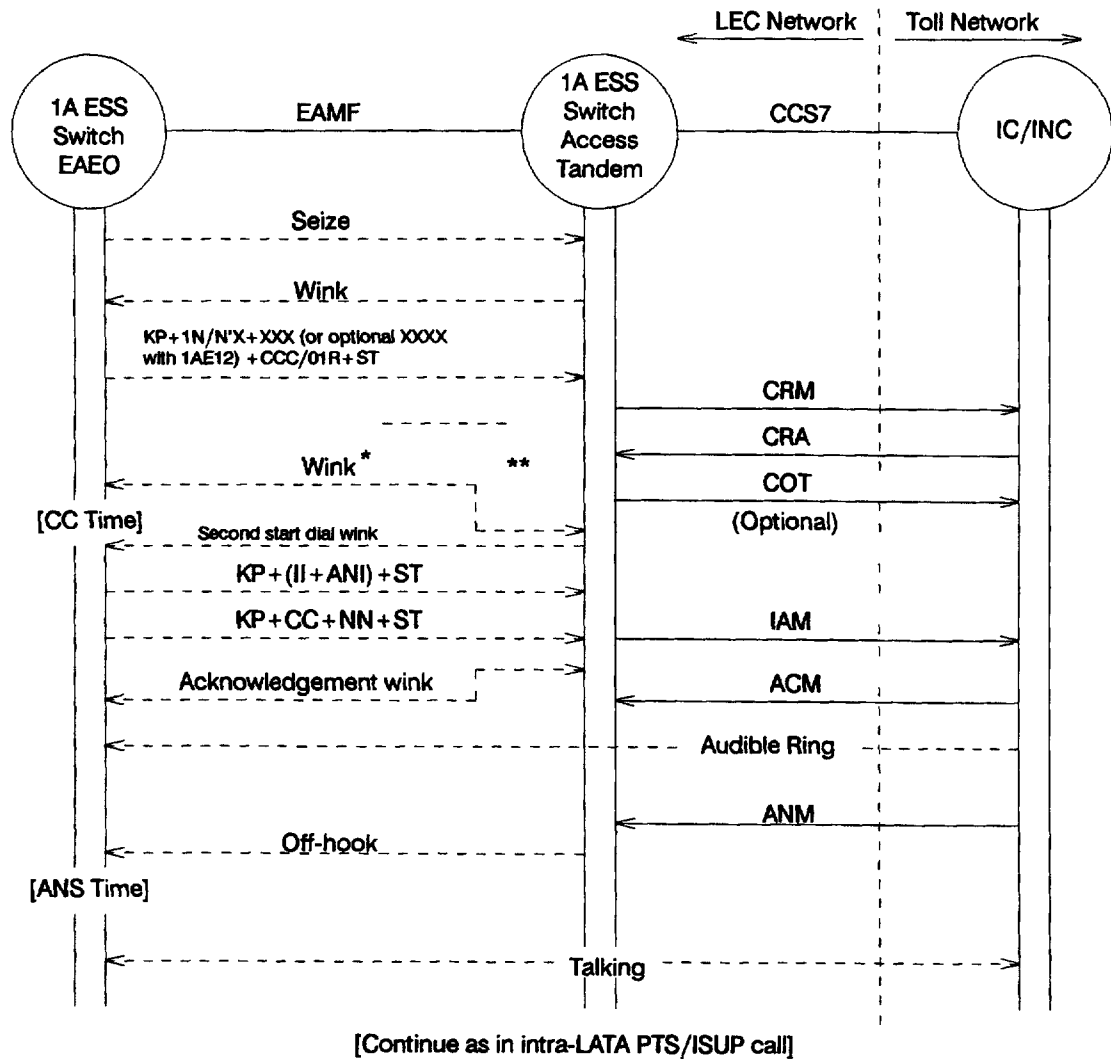 LEC Network
Toll Network
1A ESS
Switch
EAEO
EAMF
1A ESS
Switch
Access
Tandem
CCS7
IC/INC
Seize
Wink
KP+1N/N'X+XXX (or optional XXXX
with 1AE12) +CCC/01R+ST
CRM
CRA
Wink *
**
COT
(Optional)
[CC Time]
Second start dial wink
KP+(II+ANI)+ST
KP+CC+NN+ST
IAM
Acknowledgement wink
ACM
Audible Ring
ANM
Off-hook
[ANS Time]
Talking
[Continue as in intra-LATA PTS/ISUP call]